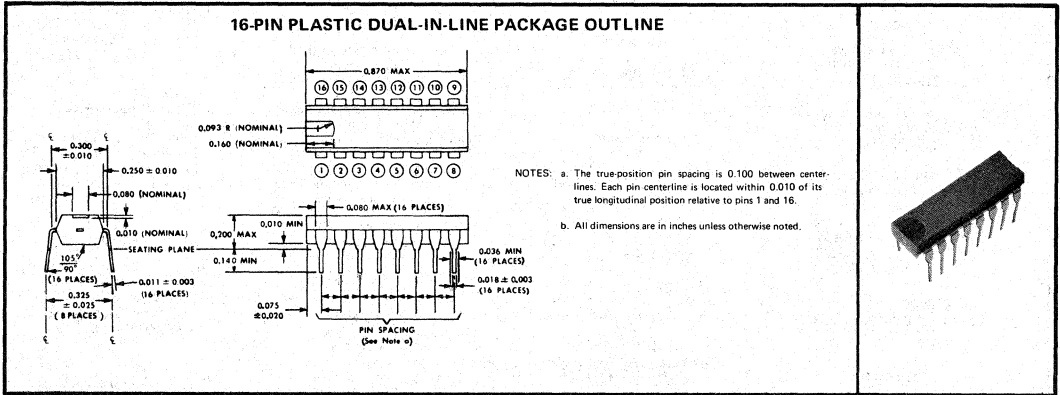 16-PIN PLASTIC DUAL-IN-LINE PACKAGE OUTLINE
0.870 MAX
16 15 14 13 12 11 10 9
0.093 R (NOMINAL)
0.160 (NOMINAL)
1 2 3 4 5 6 7 8
℄ ℄
0.300
±0.010
0.250 ± 0.010
0.080 (NOMINAL)
0.010 (NOMINAL)
SEATING PLANE
105°
90°
(16 PLACES)
0.011 ± 0.003
(16 PLACES)
0.325
± 0.025
( 8 PLACES )
℄ ℄
0.080 MAX (16 PLACES)
0.010 MIN
0.200 MAX
0.140 MIN
0.036 MIN
(16 PLACES)
0.018 ± 0.003
(16 PLACES)
0.075
±0.020
PIN SPACING
(See Note a)
NOTES: a. The true-position pin spacing is 0.100 between center-
lines. Each pin centerline is located within 0.010 of its
true longitudinal position relative to pins 1 and 16.
b. All dimensions are in inches unless otherwise noted.